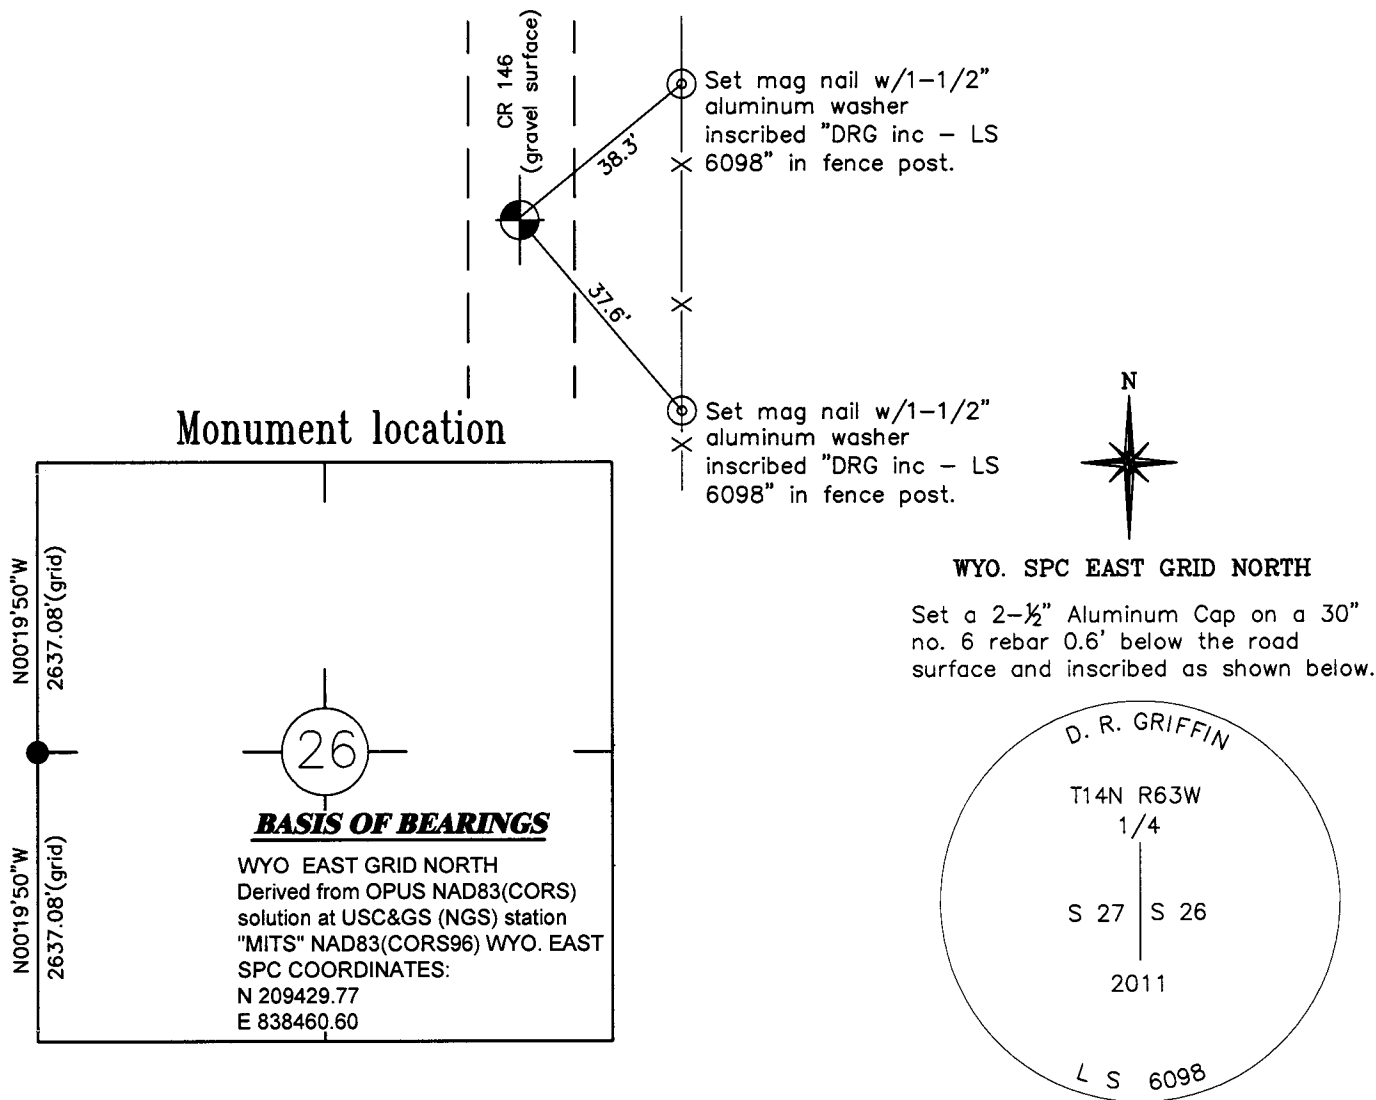 CR 146
(gravel surface)
38.3'
37.6'
Set mag nail w/1-1/2"
aluminum washer
inscribed "DRG inc - LS
6098" in fence post.
Set mag nail w/1-1/2"
aluminum washer
inscribed "DRG inc - LS
6098" in fence post.
Monument location
N00°19'50"W
2637.08'(grid)
N00°19'50"W
2637.08'(grid)
26
BASIS OF BEARINGS
WYO EAST GRID NORTH
Derived from OPUS NAD83(CORS)
solution at USC&GS (NGS) station
"MITS" NAD83(CORS96) WYO. EAST
SPC COORDINATES:
N 209429.77
E 838460.60
N
WYO. SPC EAST GRID NORTH
Set a 2-½" Aluminum Cap on a 30"
no. 6 rebar 0.6' below the road
surface and inscribed as shown below.
D. R. GRIFFIN
T14N R63W
1/4
S 27 S 26
2011
L S 6098